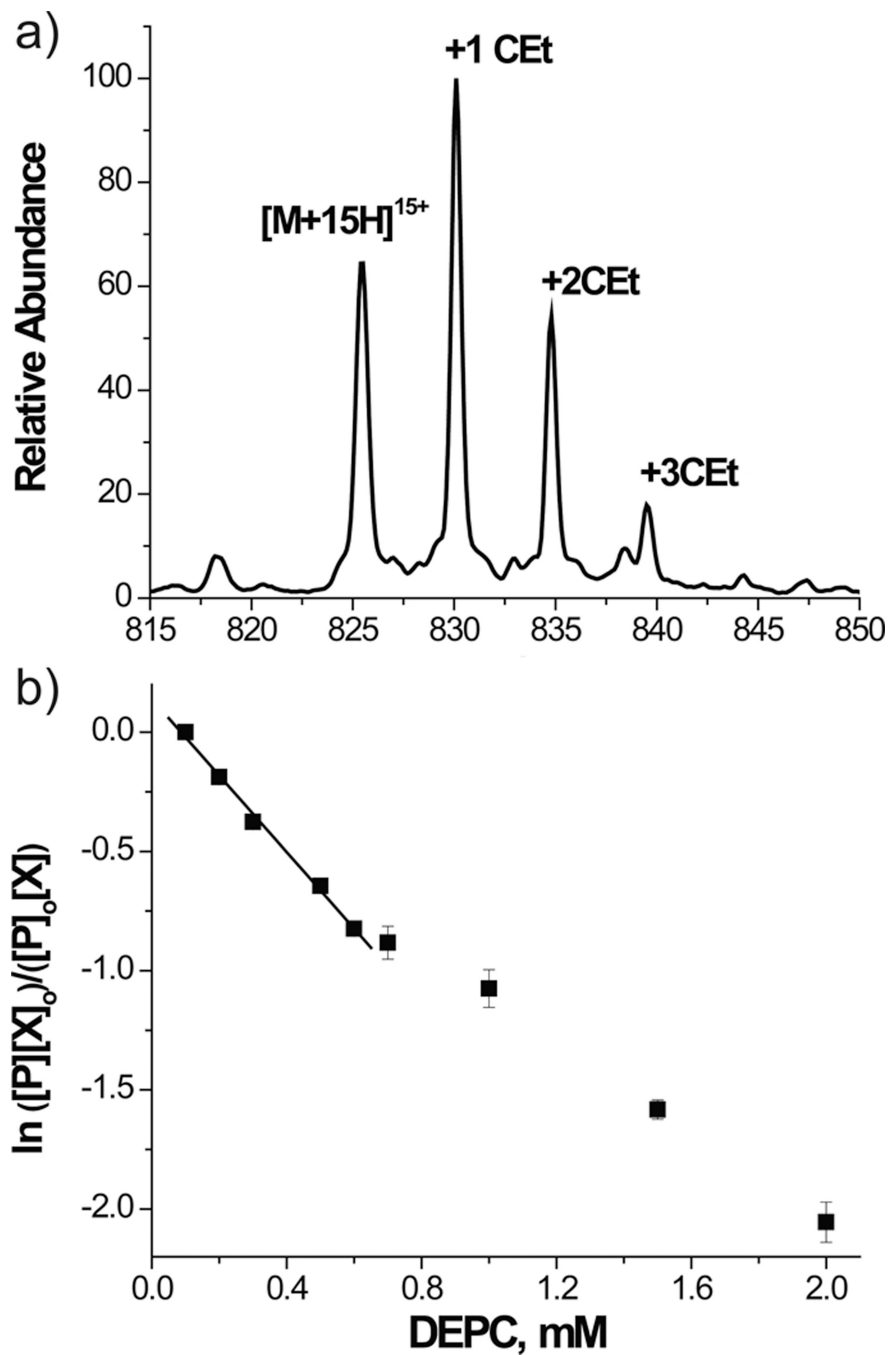 a)
+1 CEt
[M+15H]15+
+2CEt
+3CEt
Relative Abundance
100
80
60
40
20
0
815 820 825 830 835 840 845 850
b)
ln ([P][X]o)/([P]o[X])
0.0
-0.5
-1.0
-1.5
-2.0
0.0 0.4 0.8 1.2 1.6 2.0
DEPC, mM